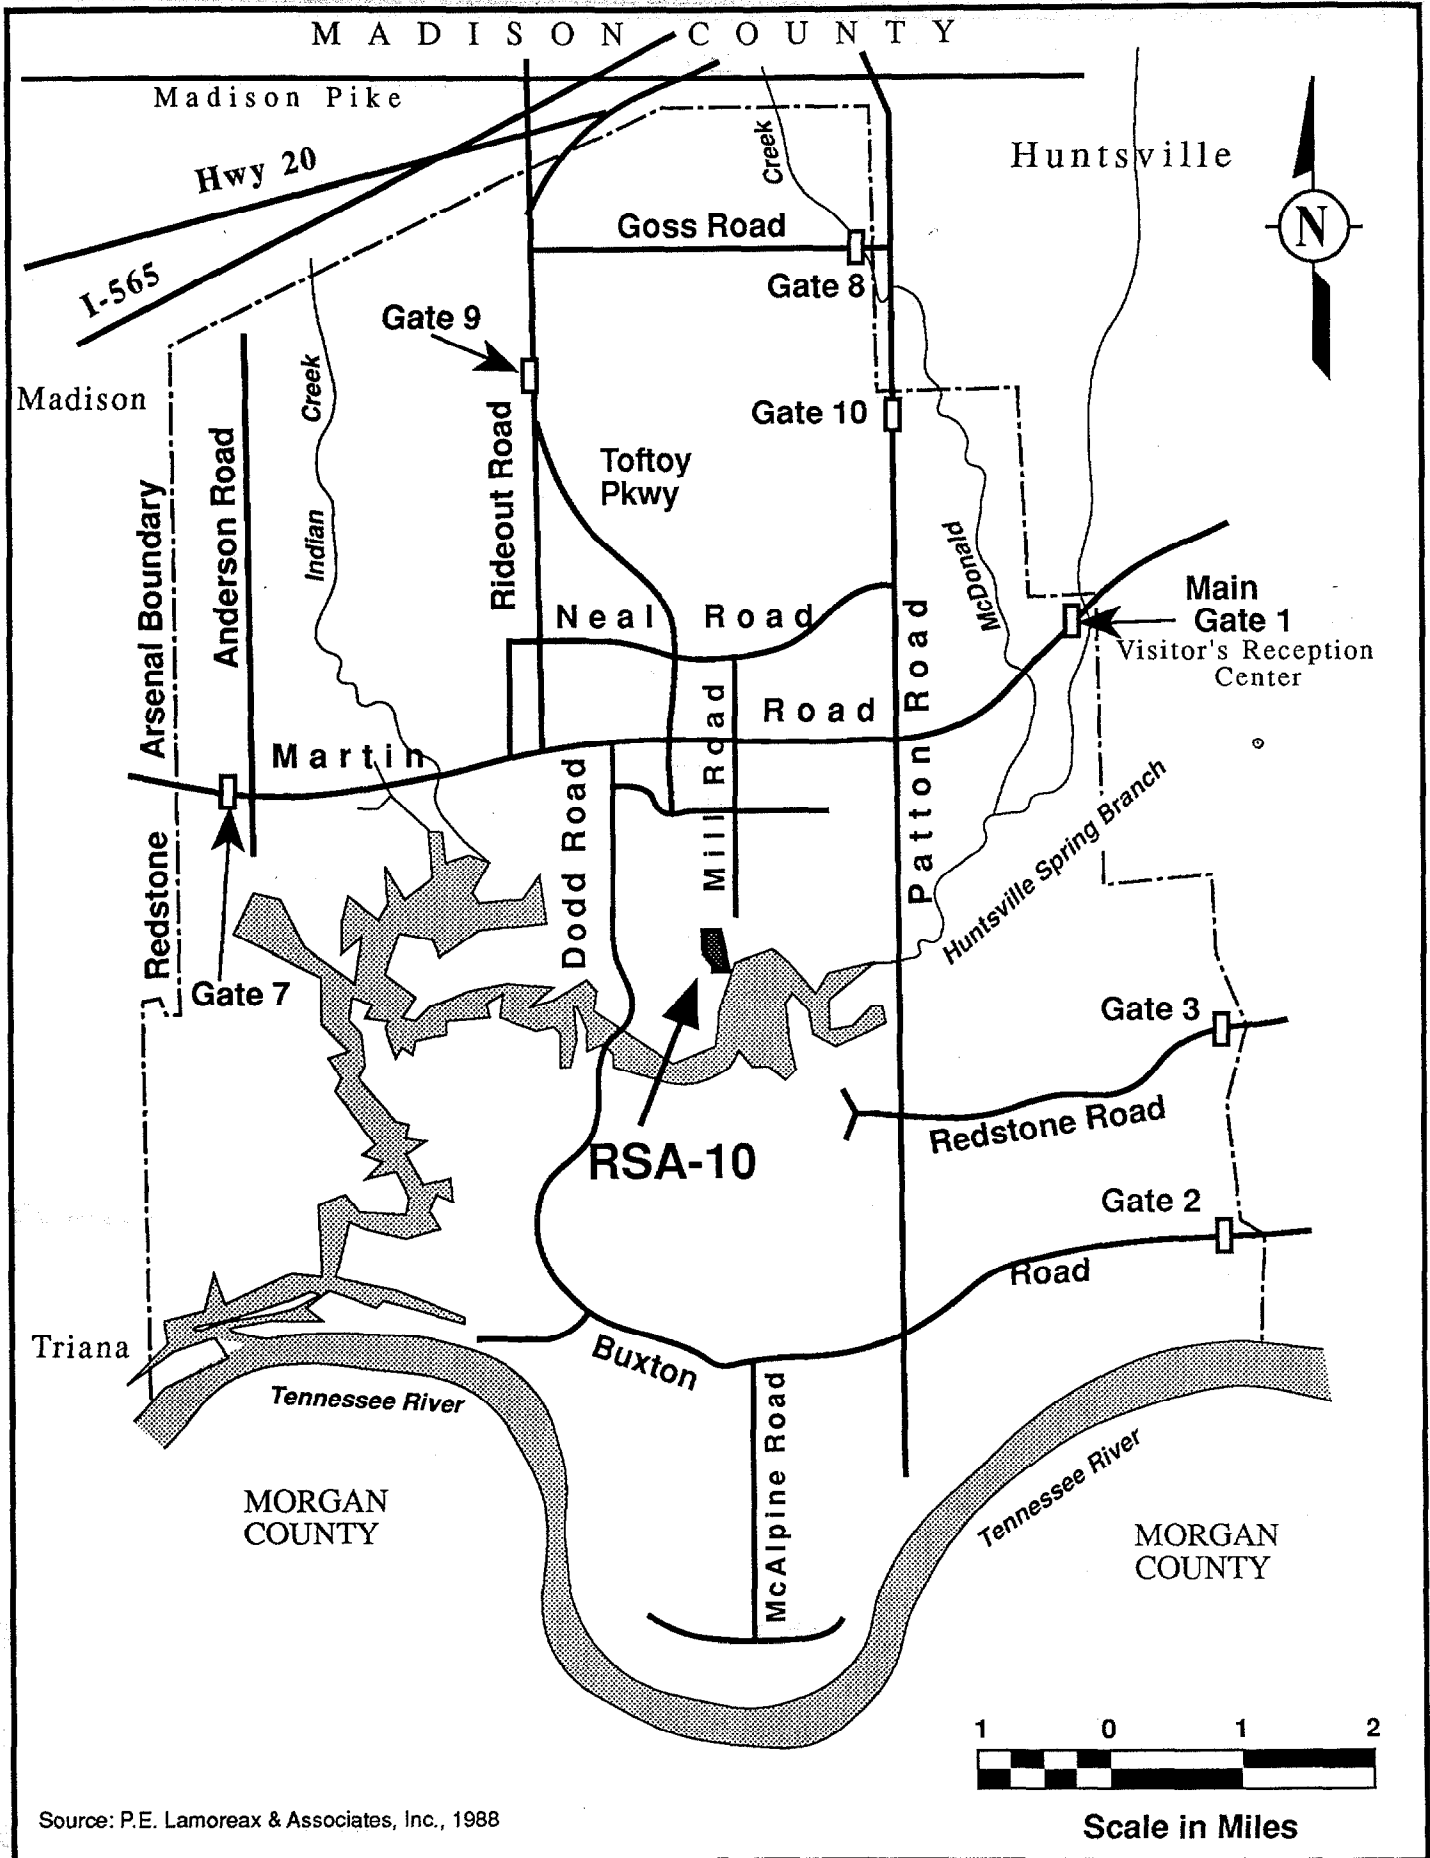 MADISON COUNTY
Madison Pike
Hwy 20
Creek
Huntsville
N
Goss Road
I-565
Gate 8
Gate 9
Creek
Madison
Gate 10
Rideout Road
Toftoy
Pkwy
Anderson Road
Indian
Redstone Arsenal Boundary
McDonald
Main
Gate 1
Visitor's Reception
Center
Neal Road
Patton Road
Martin Road
Mill Road
Dodd Road
Huntsville Spring Branch
Gate 7
Gate 3
Redstone Road
RSA-10
Gate 2
Road
Triana
Buxton
Tennessee River
McAlpine Road
Tennessee River
MORGAN
COUNTY
MORGAN
COUNTY
1 0 1 2
Scale in Miles
Source: P.E. Lamoreax & Associates, Inc., 1988